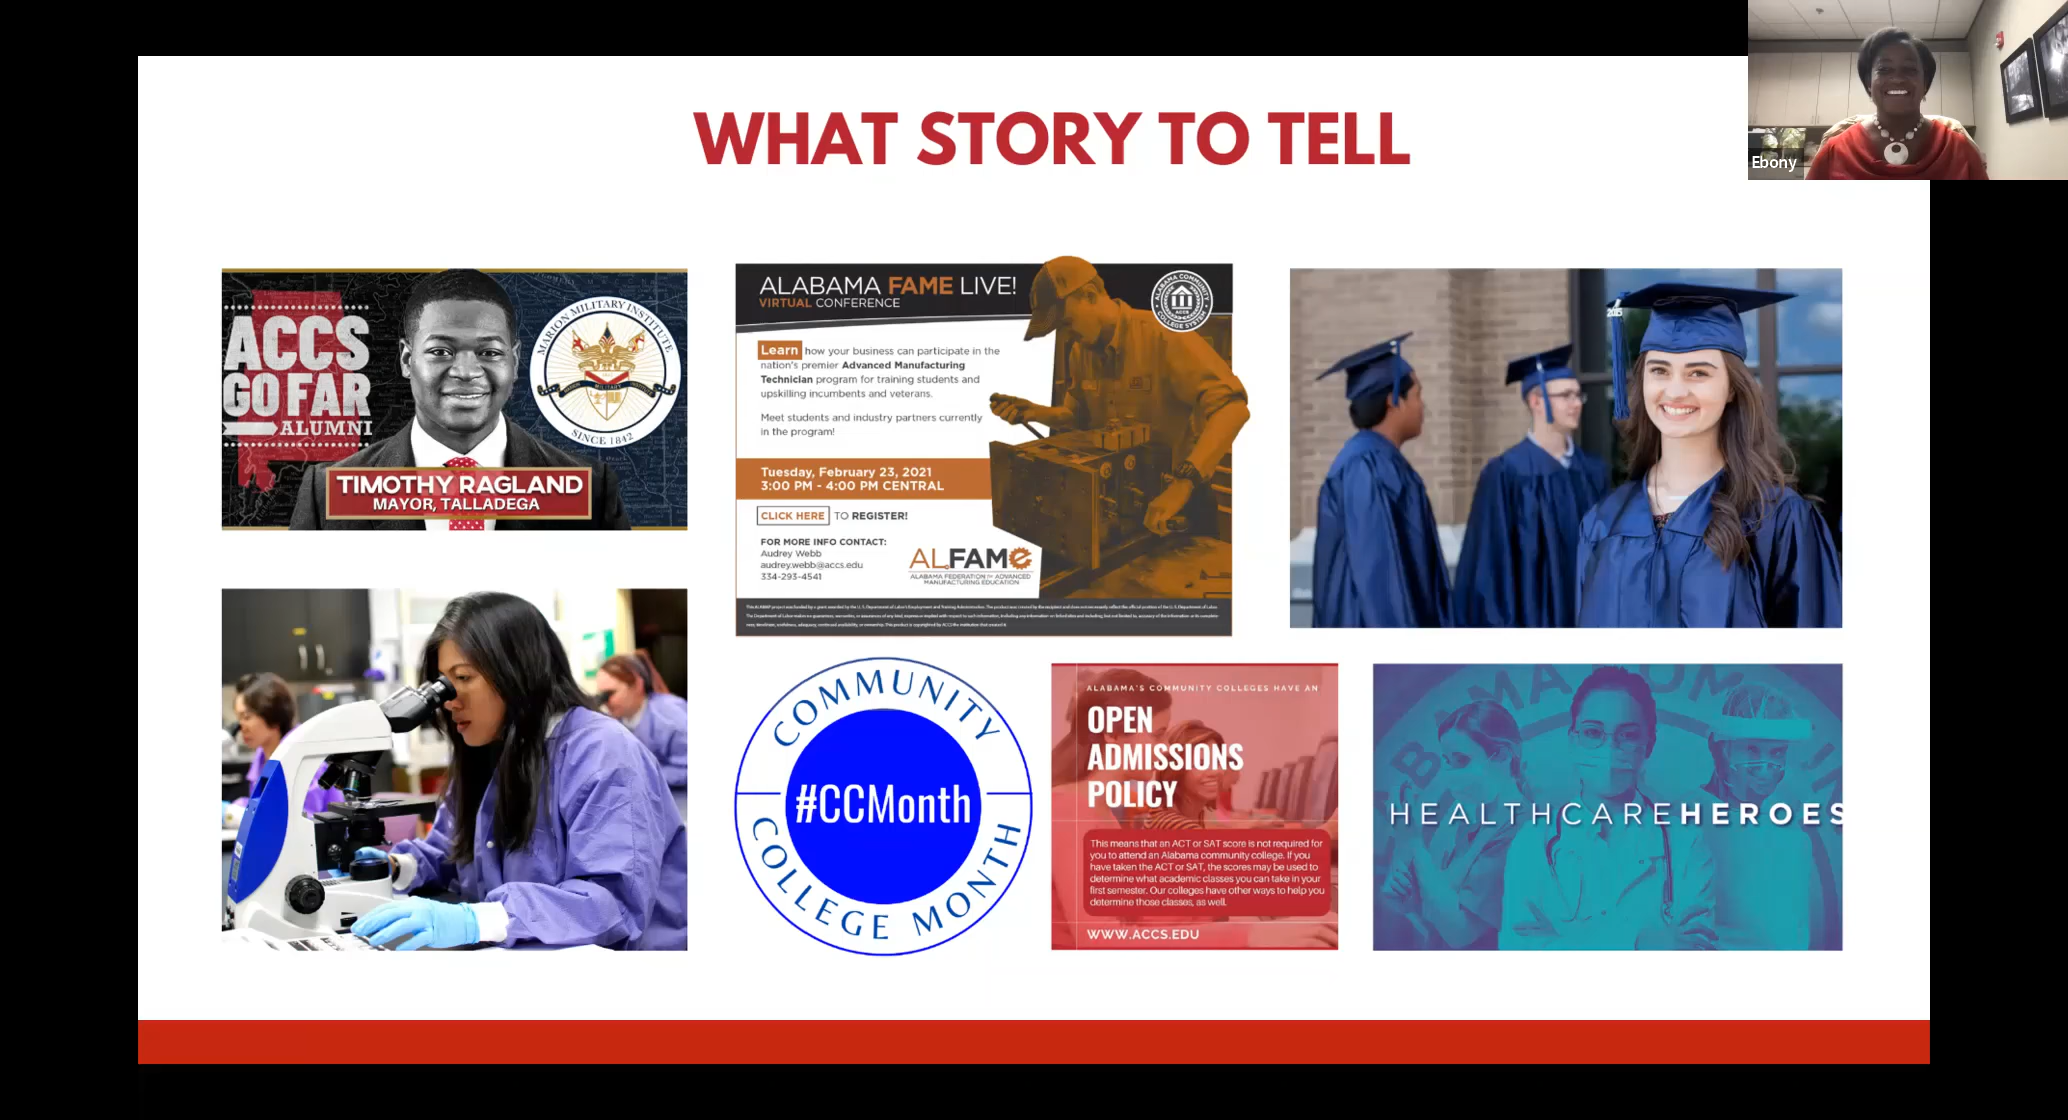 WHAT STORY TO TELL
Ebony
ACCS
GO FAR
ALUMNI
MARION MILITARY INSTITUTE
SINCE 1842
TIMOTHY RAGLAND
MAYOR, TALLADEGA
ALABAMA FAME LIVE!
VIRTUAL CONFERENCE
ALABAMA COMMUNITY
ACCS
COLLEGE SYSTEM
Learn how your business can participate in the
nation's premier Advanced Manufacturing
Technician program for training students and
upskilling incumbents and veterans.
Meet students and industry partners currently
in the program!
Tuesday, February 23, 2021
3:00 PM - 4:00 PM CENTRAL
CLICK HERE TO REGISTER!
FOR MORE INFO CONTACT:
Audrey Webb
audrey.webb@accs.edu
334-293-4541
AL.FAMe
ALABAMA FEDERATION for ADVANCED
MANUFACTURING EDUCATION
2015
COMMUNITY
#CCMonth
COLLEGE MONTH
ALABAMA'S COMMUNITY COLLEGES HAVE AN
OPEN
ADMISSIONS
POLICY
This means that an ACT or SAT score is not required for
you to attend an Alabama community college. If you
have taken the ACT or SAT, the scores may be used to
determine what academic classes you can take in your
first semester. Our colleges have other ways to help you
determine those classes, as well.
WWW.ACCS.EDU
HEALTHCAREHEROES